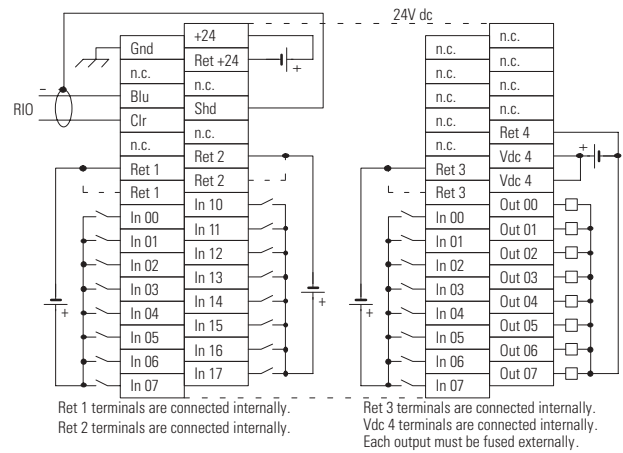 24V dc
+24
Gnd
Ret +24
n.c.
n.c.
Blu
Shd
RIO
Clr
n.c.
n.c.
Ret 2
Ret 1
Ret 2
Ret 1
In 10
In 00
In 11
In 01
In 12
In 02
In 13
In 03
In 14
In 04
In 15
In 05
In 16
In 06
In 17
In 07
-
+
+
+
Ret 1 terminals are connected internally.
Ret 2 terminals are connected internally.
n.c.
n.c.
n.c.
n.c.
n.c.
n.c.
n.c.
n.c.
Ret 4
n.c.
Vdc 4
Ret 3
Vdc 4
Ret 3
Out 00
In 00
Out 01
In 01
Out 02
In 02
Out 03
In 03
Out 04
In 04
Out 05
In 05
Out 06
In 06
Out 07
In 07
+
+
Ret 3 terminals are connected internally.
Vdc 4 terminals are connected internally.
Each output must be fused externally.